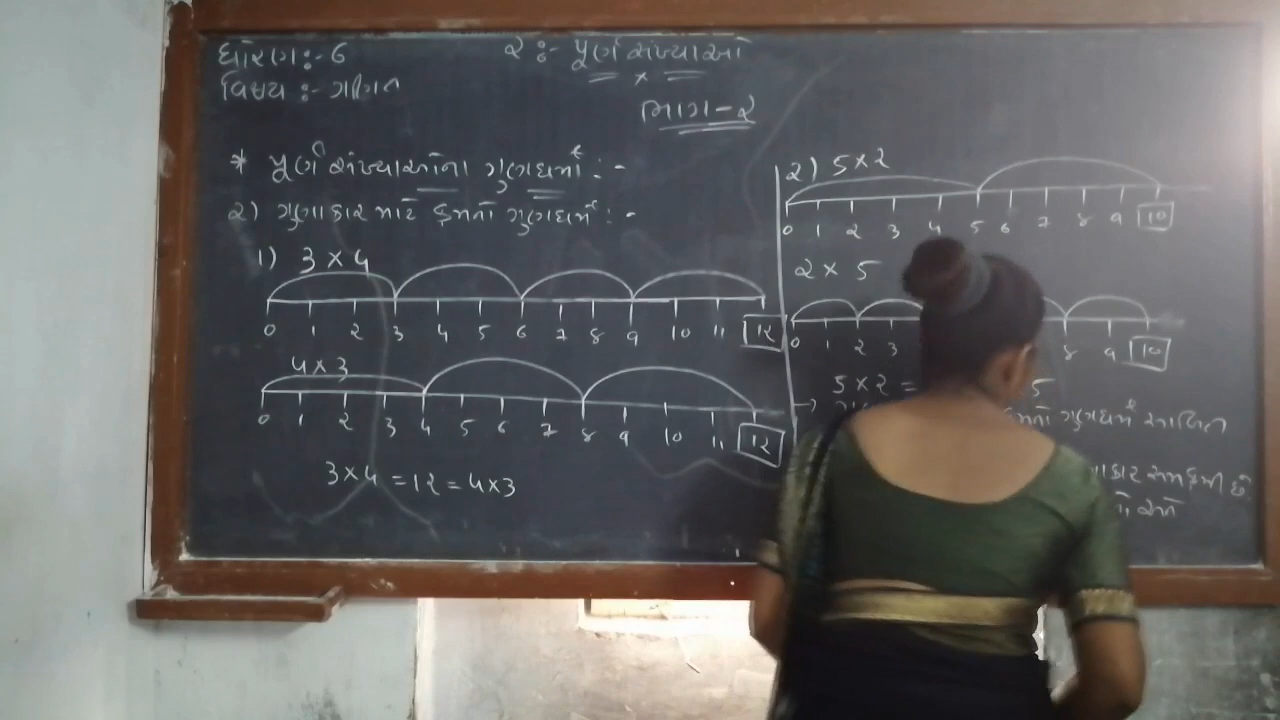 ધોરણ:- 6
૨ :- પૂર્ણ સંખ્યાઓ
વિષય :- ગણિત
ભાગ - ૨
* પૂર્ણ સંખ્યાઓના ગુણધર્મો :-
૨) ગુણાકાર માટે ક્રમનો ગુણધર્મ :-
1) 3 × 4
0 1 2 3 4 5 6 7 8 9 10 11 12
4 × 3
0 1 2 3 4 5 6 7 8 9 10 11 12
3 × 4 = 12 = 4 × 3
2) 5 × 2
0 1 2 3 4 5 6 7 8 9 10
2 × 5
0 1 2 3 8 9 10
5 × 2 = 5
ગુણધર્મ
છે.
અને